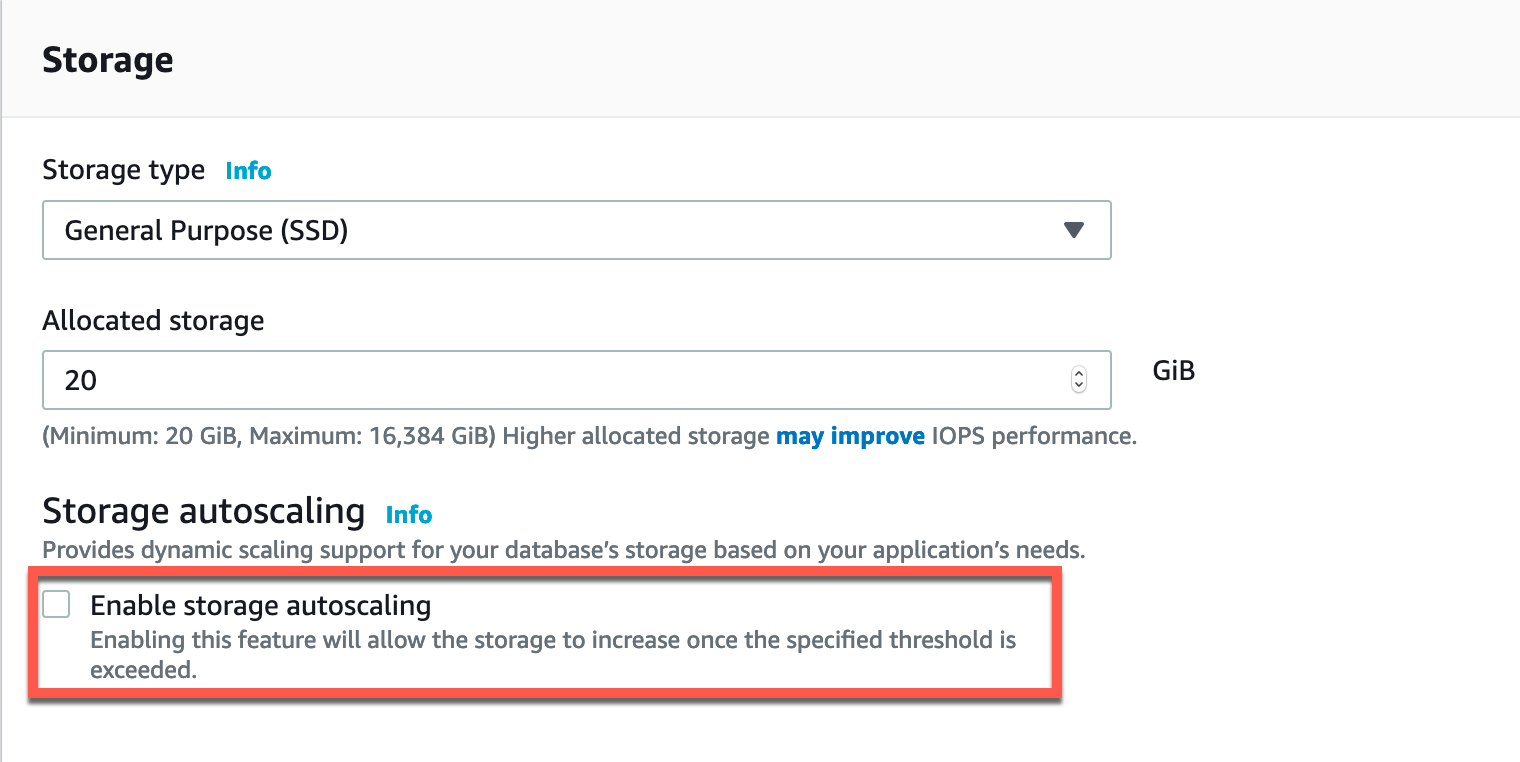 Storage
Storage type Info
General Purpose (SSD)
Allocated storage
20
GiB
(Minimum: 20 GiB, Maximum: 16,384 GiB) Higher allocated storage may improve IOPS performance.
Storage autoscaling Info
Provides dynamic scaling support for your database’s storage based on your application’s needs.
Enable storage autoscaling
Enabling this feature will allow the storage to increase once the specified threshold is
exceeded.